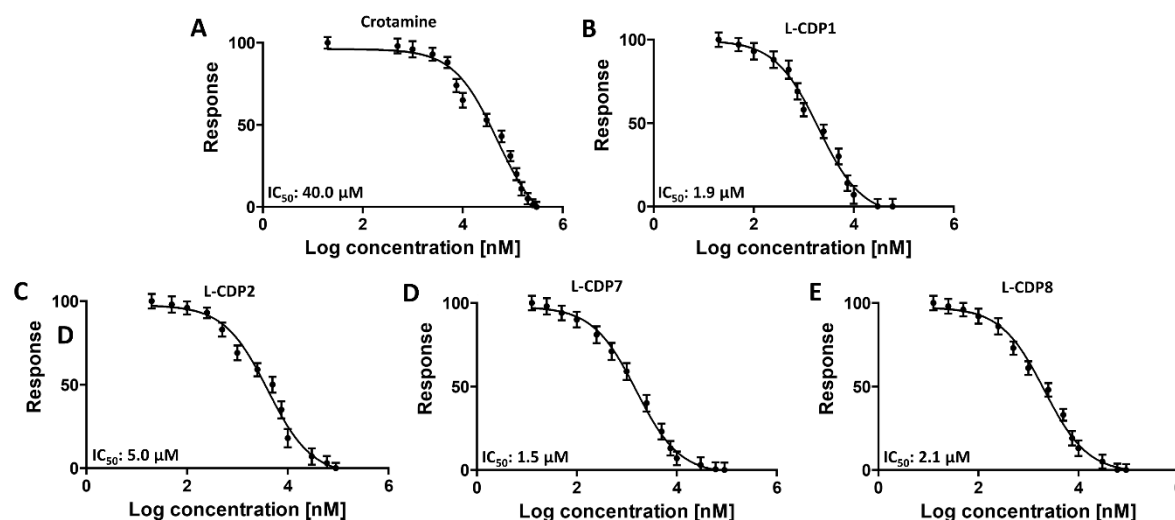 A
Crotamine
100
50
0
Response
IC50: 40.0 µM
0
2
4
6
Log concentration [nM]
B
L-CDP1
100
50
0
Response
IC50: 1.9 µM
0
2
4
6
Log concentration [nM]
C
L-CDP2
D
100
50
0
Response
IC50: 5.0 µM
0
2
4
6
Log concentration [nM]
D
L-CDP7
100
50
0
Response
IC50: 1.5 µM
0
2
4
6
Log concentration [nM]
E
L-CDP8
100
50
0
Response
IC50: 2.1 µM
0
2
4
6
Log concentration [nM]